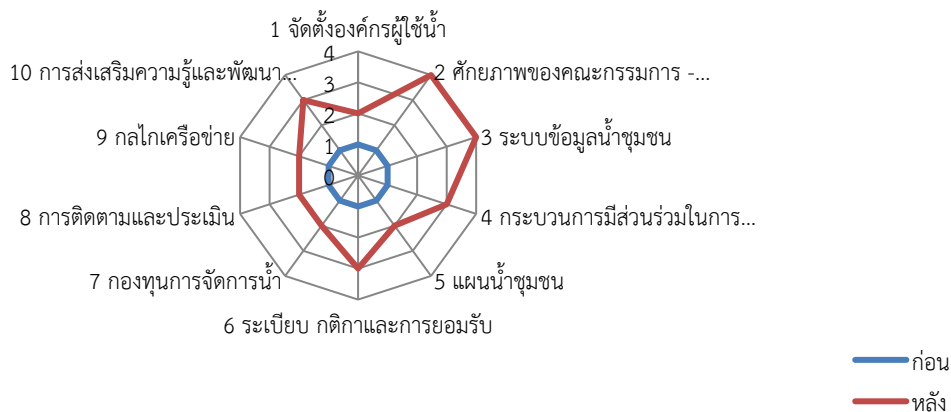 1 จัดตั้งองค์กรผู้ใช้น้ำ
2 ศักยภาพของคณะกรรมการ -...
3 ระบบข้อมูลน้ำชุมชน
4 กระบวนการมีส่วนร่วมในการ...
5 แผนน้ำชุมชน
6 ระเบียบ กติกาและการยอมรับ
7 กองทุนการจัดการน้ำ
8 การติดตามและประเมิน
9 กลไกเครือข่าย
10 การส่งเสริมความรู้และพัฒนา...
4
3
2
1
0
ก่อน
หลัง